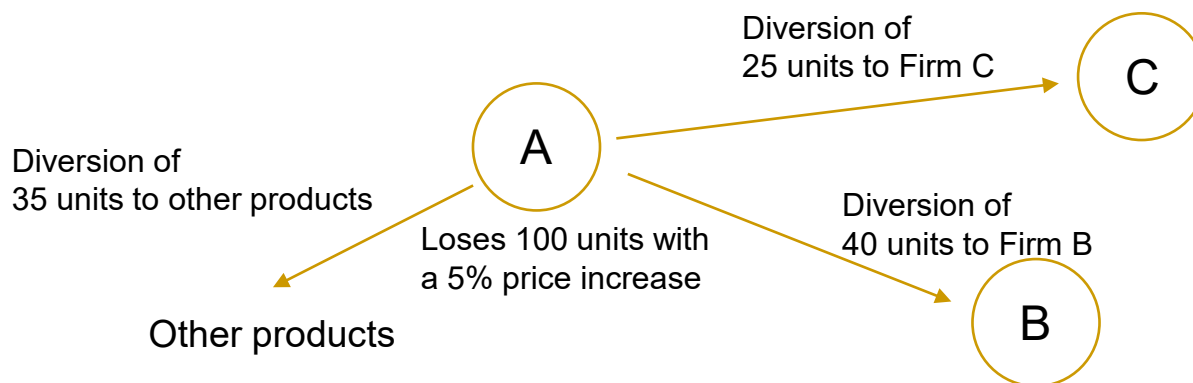 Diversion of
25 units to Firm C
C
A
Diversion of
35 units to other products
Loses 100 units with
a 5% price increase
Diversion of
40 units to Firm B
B
Other products